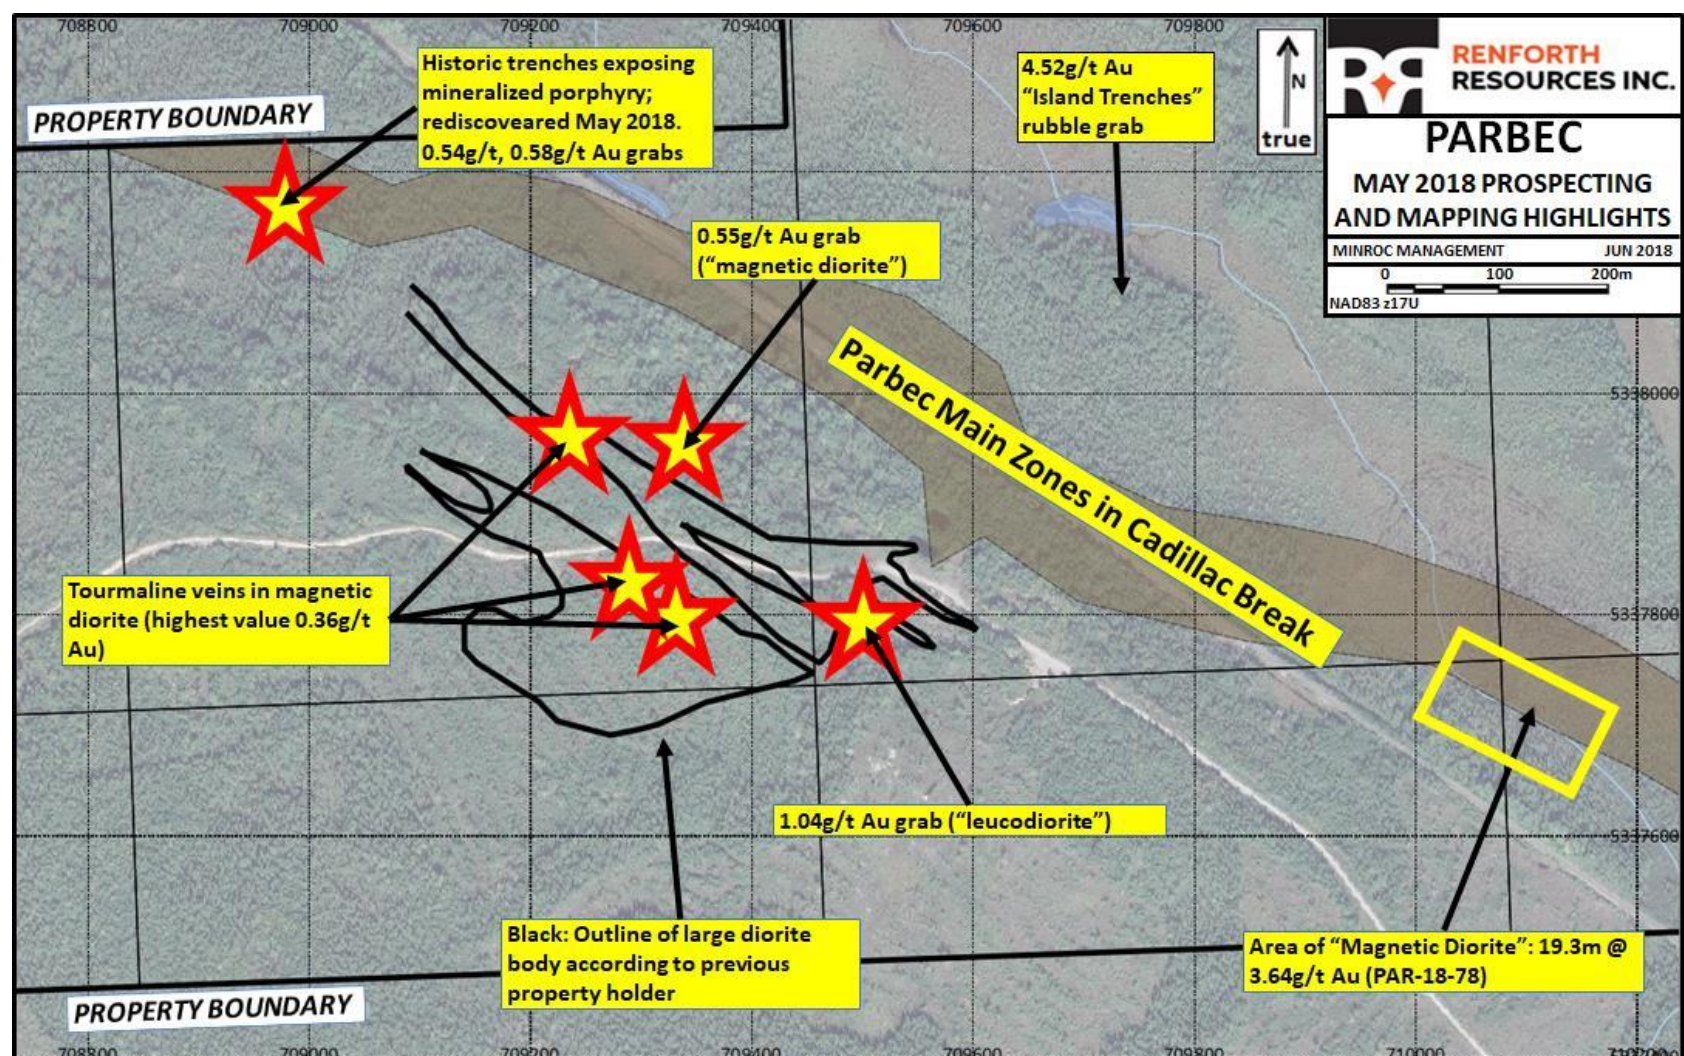 708800 709000 709200 709400 709600 709800
Historic trenches exposing
mineralized porphyry;
rediscoveared May 2018.
0.54g/t, 0.58g/t Au grabs
4.52g/t Au
“Island Trenches”
rubble grab
N
true
RENFORTH
RESOURCES INC.
PARBEC
MAY 2018 PROSPECTING
AND MAPPING HIGHLIGHTS
MINROC MANAGEMENT JUN 2018
0 100 200m
NAD83 z17U
PROPERTY BOUNDARY
0.55g/t Au grab
(“magnetic diorite”)
Parbec Main Zones in Cadillac Break
5338000
Tourmaline veins in magnetic
diorite (highest value 0.36g/t
Au)
5337800
1.04g/t Au grab (“leucodiorite”)
5337600
Black: Outline of large diorite
body according to previous
property holder
Area of “Magnetic Diorite”: 19.3m @
3.64g/t Au (PAR-18-78)
PROPERTY BOUNDARY
708800 709000 709200 709400 709600 709800 710000